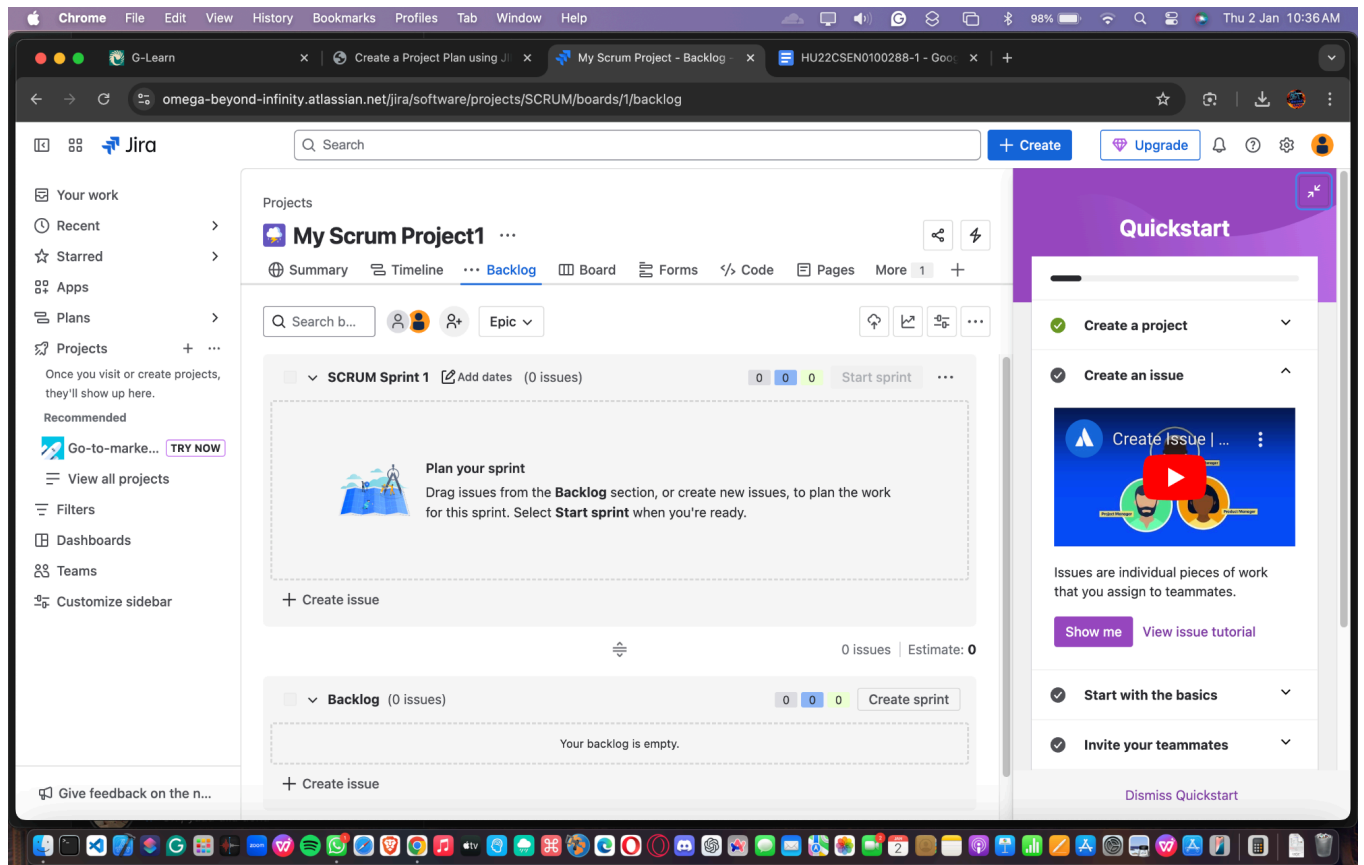 Chrome File Edit View History Bookmarks Profiles Tab Window Help 98% Thu 2 Jan 10:36 AM
G-Learn Create a Project Plan using JI My Scrum Project - Backlog - HU22CSEN0100288-1 - Goog
omega-beyond-infinity.atlassian.net/jira/software/projects/SCRUM/boards/1/backlog
Jira Search + Create Upgrade
Your work
Recent
Starred
Apps
Plans
Projects
Once you visit or create projects,
they'll show up here.
Recommended
Go-to-marke... TRY NOW
View all projects
Filters
Dashboards
Teams
Customize sidebar
Give feedback on the n...
Projects
My Scrum Project1 ...
Summary Timeline Backlog Board Forms Code Pages More 1 +
Search b... Epic
SCRUM Sprint 1 Add dates (0 issues) 0 0 0 Start sprint ...
Plan your sprint
Drag issues from the Backlog section, or create new issues, to plan the work
for this sprint. Select Start sprint when you're ready.
+ Create issue
0 issues | Estimate: 0
Backlog (0 issues) 0 0 0 Create sprint
Your backlog is empty.
+ Create issue
Quickstart
Create a project
Create an issue
Create Issue | ...
Project Manager Product Manager
Issues are individual pieces of work
that you assign to teammates.
Show me View issue tutorial
Start with the basics
Invite your teammates
Dismiss Quickstart
zoom tv 2